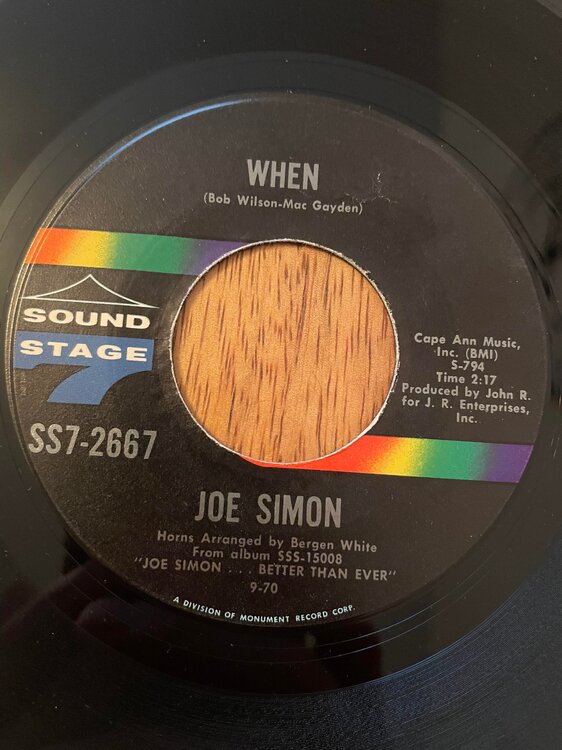 WHEN
(Bob Wilson-Mac Gayden)
SOUND
STAGE
7
SS7-2667
Cape Ann Music,
Inc. (BMI)
S-794
Time 2:17
Produced by John R.
for J. R. Enterprises,
Inc.
JOE SIMON
Horns Arranged by Bergen White
From album SSS-15008
"JOE SIMON . . . BETTER THAN EVER"
9-70
A DIVISION OF MONUMENT RECORD CORP.